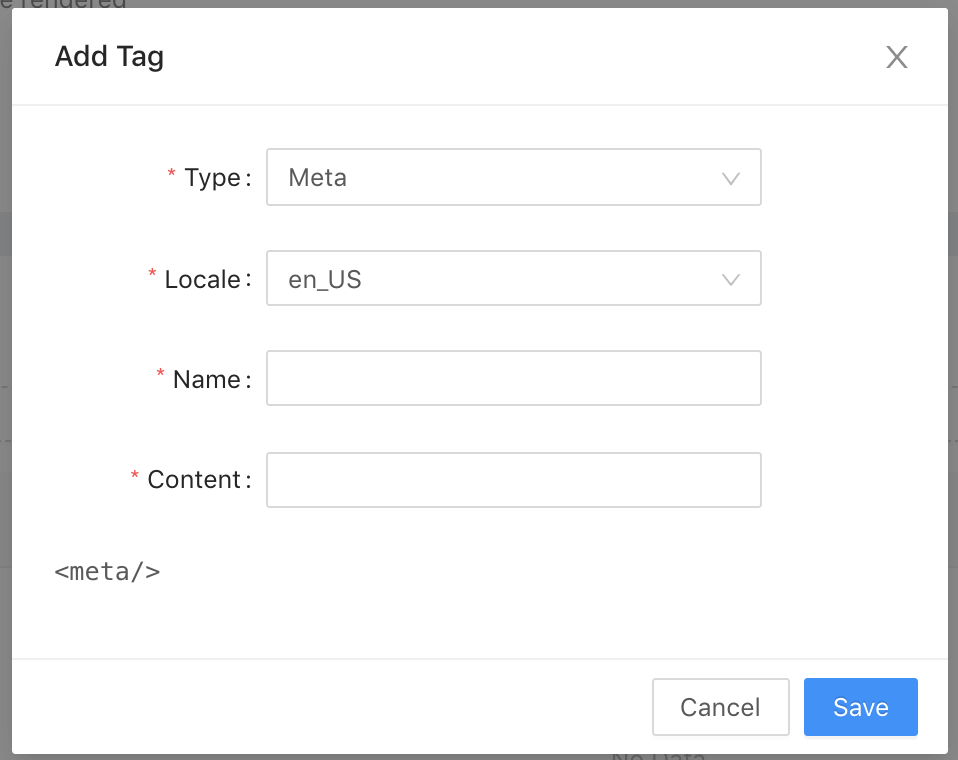 e rendered
Add Tag
* Type:
Meta
* Locale:
en_US
* Name:
* Content:
<meta/>
Cancel
Save
No Data